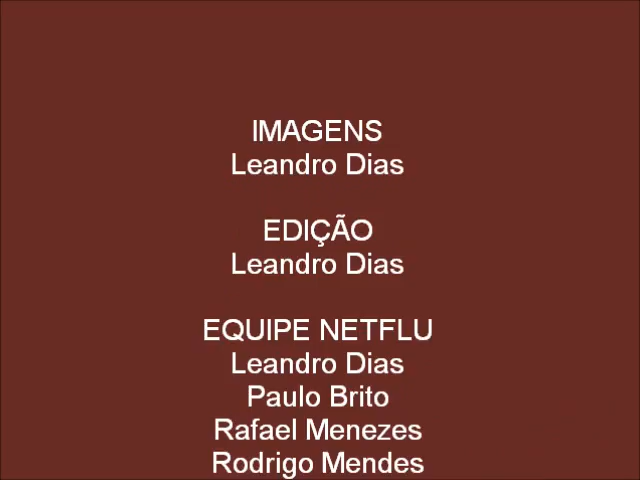 IMAGENS
Leandro Dias
EDIÇÃO
Leandro Dias
EQUIPE NETFLU
Leandro Dias
Paulo Brito
Rafael Menezes
Rodrigo Mendes